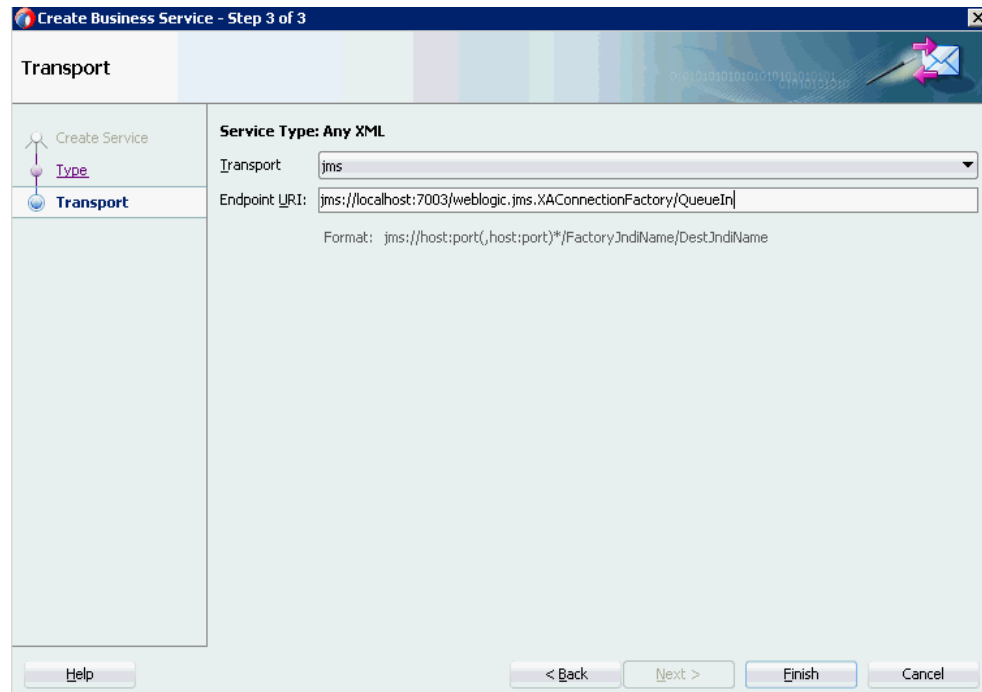 Create Business Service - Step 3 of 3
Transport
Create Service
Type
Transport
Service Type: Any XML
Transport
jms
Endpoint URI:
jms://localhost:7003/weblogic.jms.XAConnectionFactory/QueueIn
Format: jms://host:port(,host:port)*/FactoryJndiName/DestJndiName
Help
< Back
Next >
Finish
Cancel